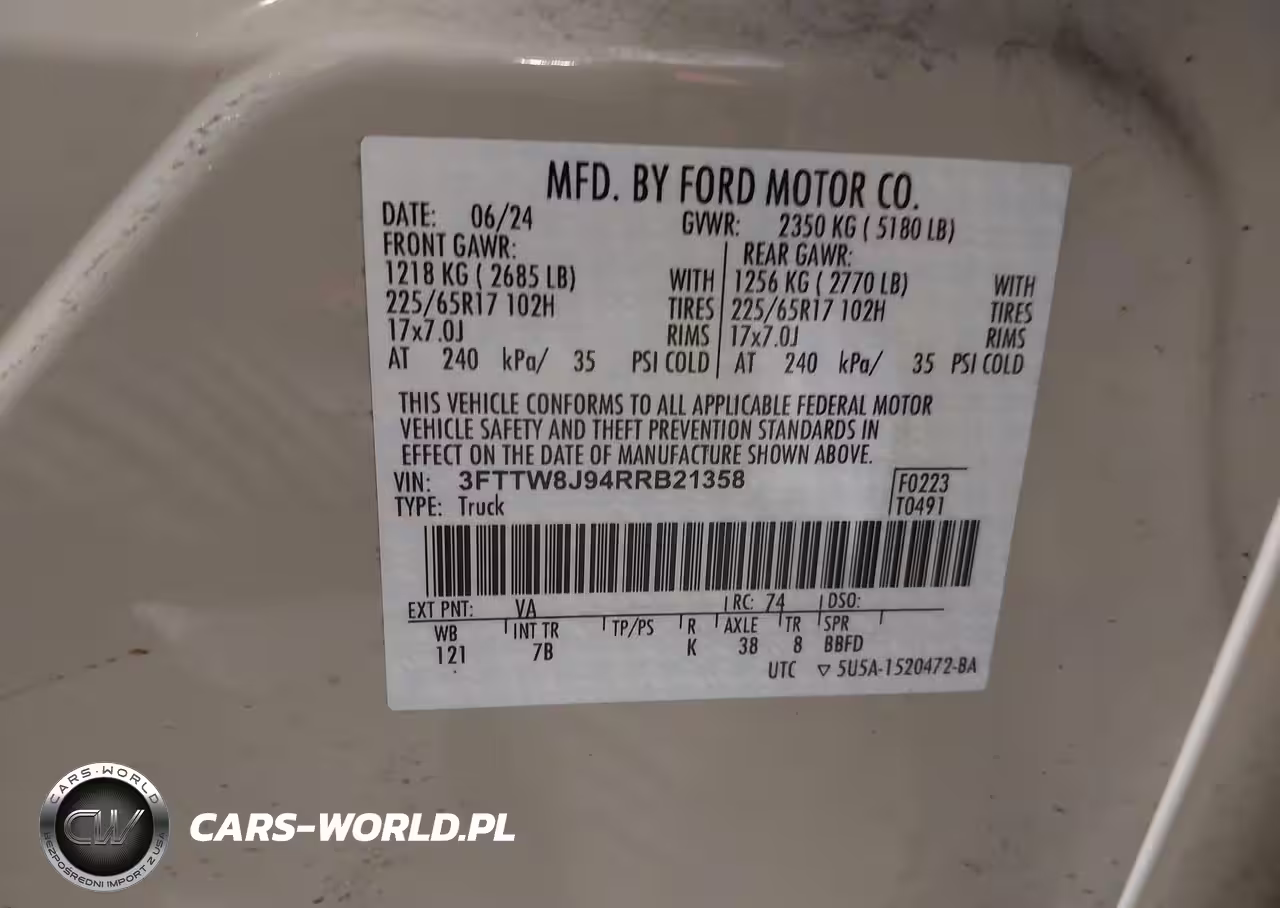 MFD. BY FORD MOTOR CO.
DATE: 06/24 GVWR: 2350 KG ( 5180 LB)
FRONT GAWR: REAR GAWR:
1218 KG ( 2685 LB) WITH 1256 KG ( 2770 LB) WITH
225/65R17 102H TIRES 225/65R17 102H TIRES
17x7.0J RIMS 17x7.0J RIMS
AT 240 kPa/ 35 PSI COLD AT 240 kPa/ 35 PSI COLD
THIS VEHICLE CONFORMS TO ALL APPLICABLE FEDERAL MOTOR
VEHICLE SAFETY AND THEFT PREVENTION STANDARDS IN
EFFECT ON THE DATE OF MANUFACTURE SHOWN ABOVE.
VIN: 3FTTW8J94RRB21358 F0223
TYPE: Truck T0491
EXT PNT: VA RC: 74 DSO:
WB INT TR TP/PS R AXLE TR SPR
121 7B K 38 8 BBFD
UTC ▽ 5U5A-1520472-BA
CARS-WORLD
CW
BEZPOŚREDNI IMPORT Z USA
CARS-WORLD.PL